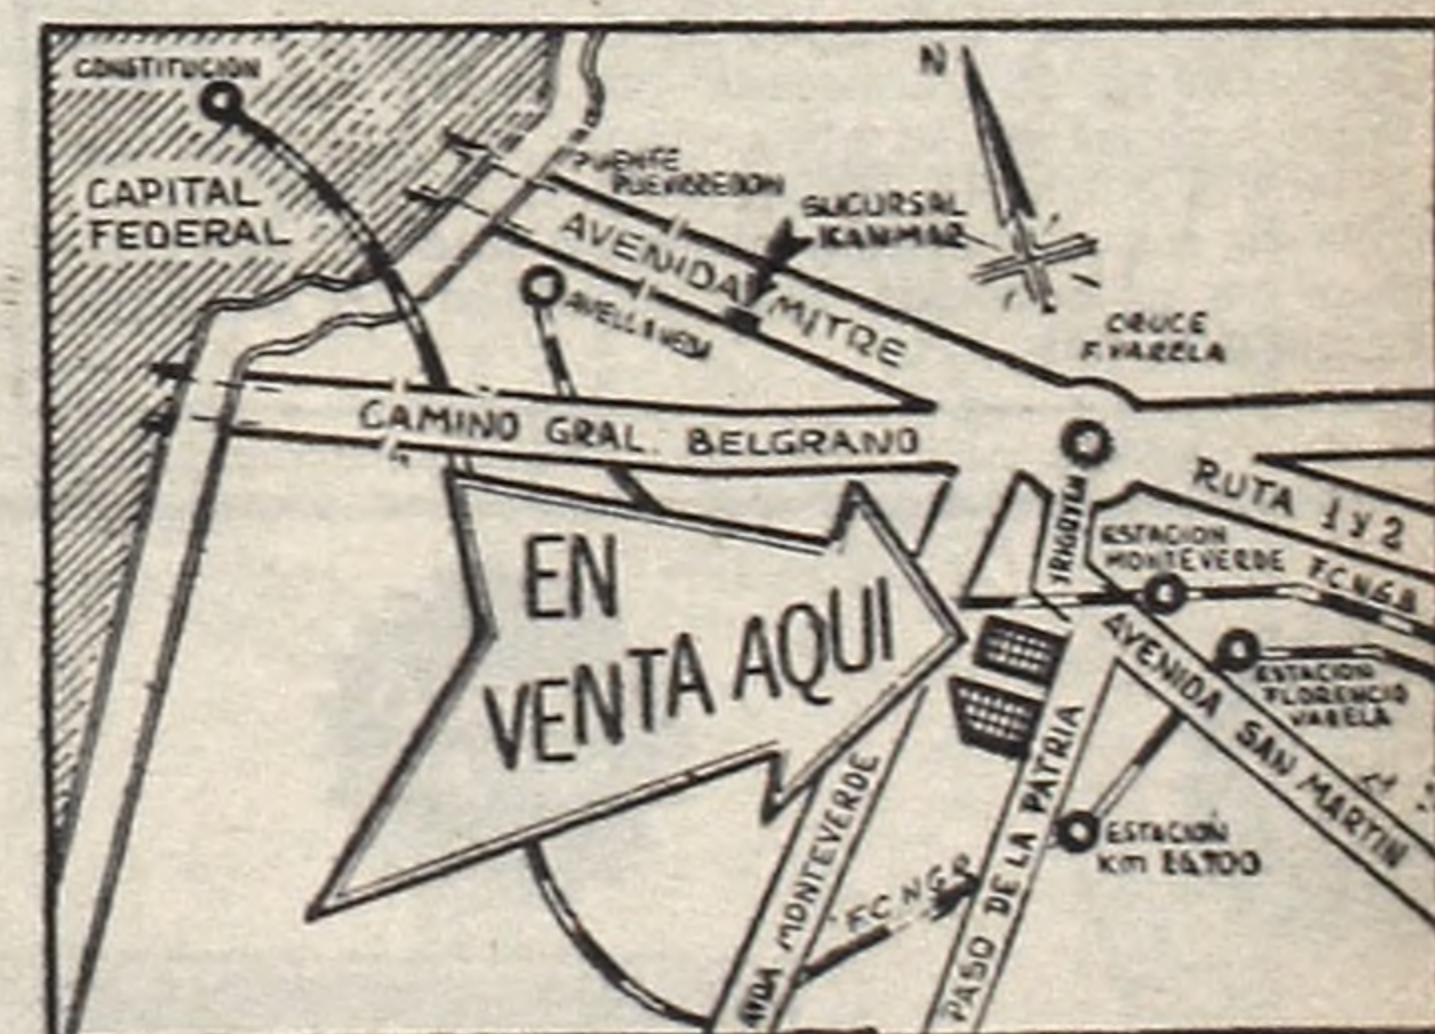 CONSTITUCION
N
CAPITAL
FEDERAL
PUENTE
PUEYRREDON
SUCURSAL
KANMAR
AVENIDA MITRE
AVELLANEDA
CRUCE
F. VARELA
CAMINO GRAL. BELGRANO
RUTA 1 y 2
YRIGOYEN
ESTACION
MONTEVERDE
F.C.N.G.R
EN
VENTA AQUI
AVENIDA SAN MARTIN
ESTACION
FLORENCIO
VARELA
AVDA MONTEVERDE
F.C.N.G.R
PASO DE LA PATRIA
ESTACION
Km 26.700